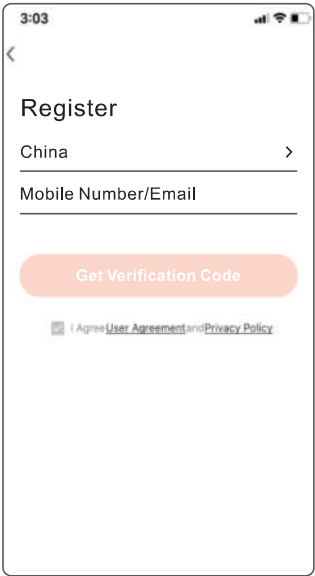 3:03
Register
China
Mobile Number/Email
Get Verification Code
I Agree User Agreement and Privacy Policy